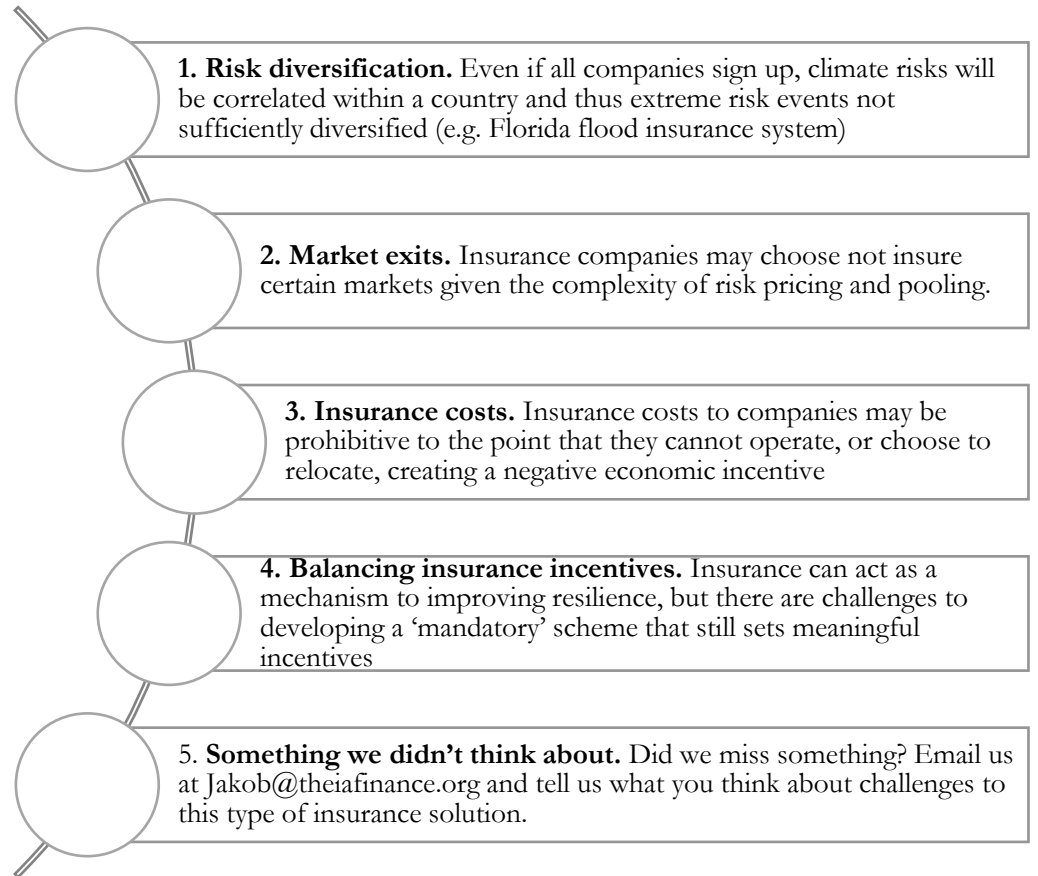 1. Risk diversification. Even if all companies sign up, climate risks will
be correlated within a country and thus extreme risk events not
sufficiently diversified (e.g. Florida flood insurance system)
2. Market exits. Insurance companies may choose not insure
certain markets given the complexity of risk pricing and pooling.
3. Insurance costs. Insurance costs to companies may be
prohibitive to the point that they cannot operate, or choose to
relocate, creating a negative economic incentive
4. Balancing insurance incentives. Insurance can act as a
mechanism to improving resilience, but there are challenges to
developing a ‘mandatory’ scheme that still sets meaningful
incentives
5. Something we didn’t think about. Did we miss something? Email us
at Jakob@theiafinance.org and tell us what you think about challenges to
this type of insurance solution.